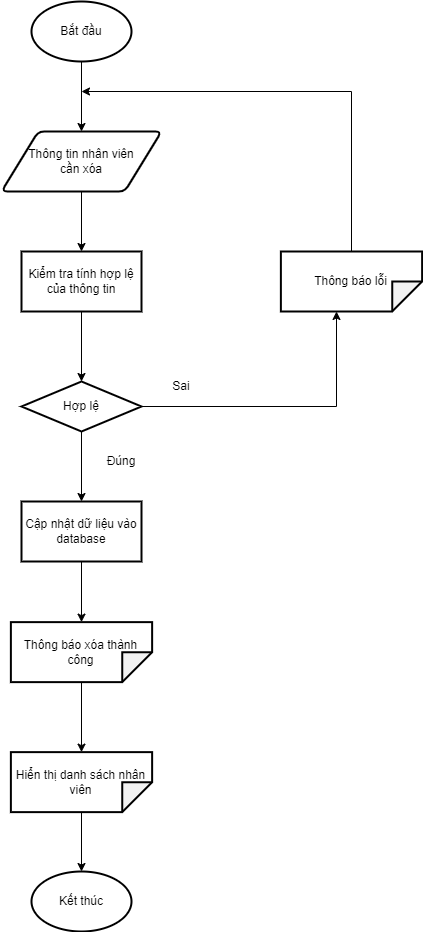 Bắt đầu
Thông tin nhân viên
cần xóa
Kiểm tra tính hợp lệ
của thông tin
Thông báo lỗi
Hợp lệ
Sai
Đúng
Cập nhật dữ liệu vào
database
Thông báo xóa thành
công
Hiển thị danh sách nhân
viên
Kết thúc